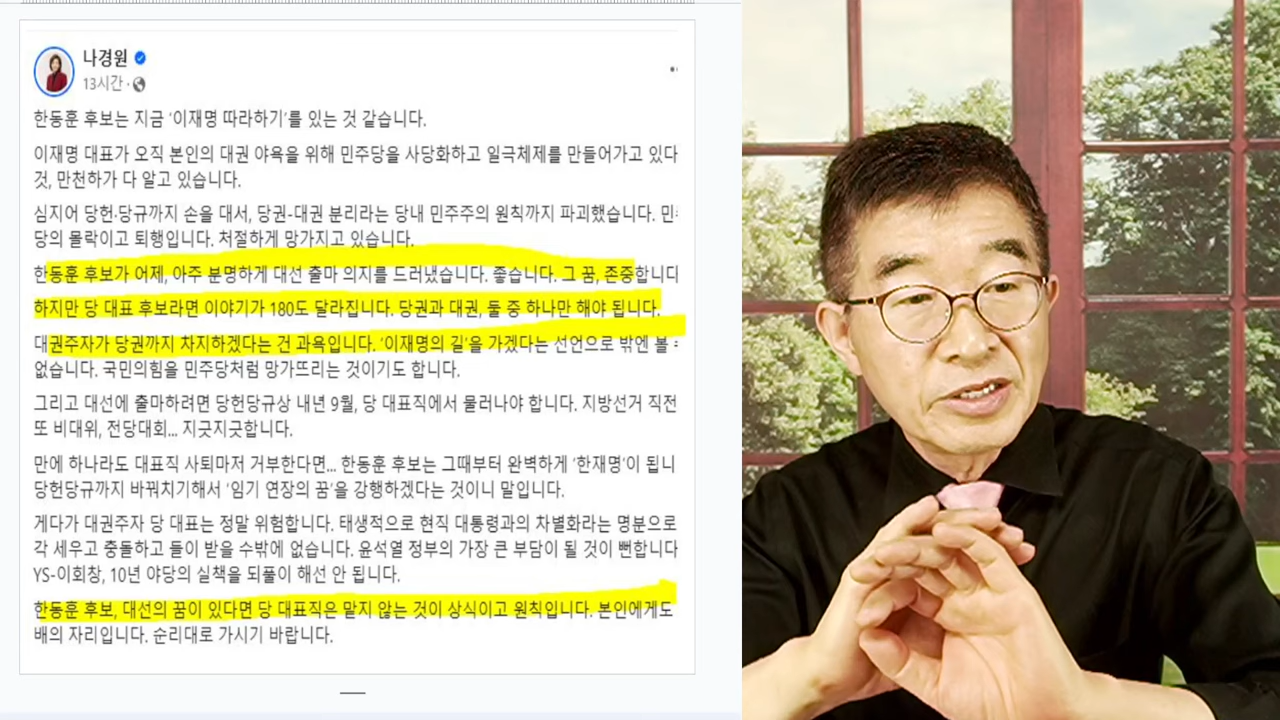 나경원
13시간
한동훈 후보는 지금 '이재명 따라하기'를 있는 것 같습니다.
이재명 대표가 오직 본인의 대권 야욕을 위해 민주당을 사당화하고 일극체제를 만들어가고 있다
것, 만천하가 다 알고 있습니다.
심지어 당헌·당규까지 손을 대서, 당권-대권 분리라는 당내 민주주의 원칙까지 파괴했습니다. 민
당의 몰락이고 퇴행입니다. 처절하게 망가지고 있습니다.
한동훈 후보가 어제, 아주 분명하게 대선 출마 의지를 드러냈습니다. 좋습니다. 그 꿈, 존중합니다
하지만 당 대표 후보라면 이야기가 180도 달라집니다. 당권과 대권, 둘 중 하나만 해야 됩니다.
대권주자가 당권까지 차지하겠다는 건 과욕입니다. '이재명의 길'을 가겠다는 선언으로 밖엔 볼
없습니다. 국민의힘을 민주당처럼 망가뜨리는 것이기도 합니다.
그리고 대선에 출마하려면 당헌당규상 내년 9월, 당 대표직에서 물러나야 합니다. 지방선거 직전
또 비대위, 전당대회... 지긋지긋합니다.
만에 하나라도 대표직 사퇴마저 거부한다면... 한동훈 후보는 그때부터 완벽하게 '한재명'이 됩니
당헌당규까지 바꿔치기해서 '임기 연장의 꿈'을 강행하겠다는 것이니 말입니다.
게다가 대권주자 당 대표는 정말 위험합니다. 태생적으로 현직 대통령과의 차별화라는 명분으로
각 세우고 충돌하고 들이 받을 수밖에 없습니다. 윤석열 정부의 가장 큰 부담이 될 것이 뻔합니다
YS-이회창, 10년 야당의 실책을 되풀이 해선 안 됩니다.
한동훈 후보, 대선의 꿈이 있다면 당 대표직은 맡지 않는 것이 상식이고 원칙입니다. 본인에게도
배의 자리입니다. 순리대로 가시기 바랍니다.